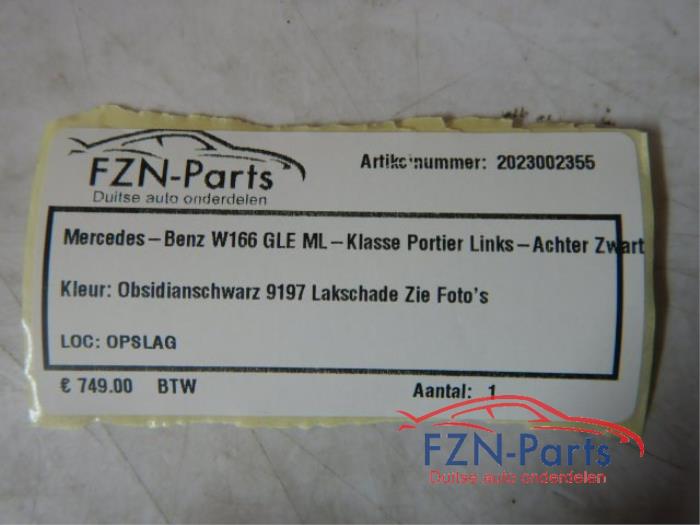 FZN-Parts
Duitse auto onderdelen
Artikelnummer: 2023002355
Mercedes-Benz W166 GLE ML-Klasse Portier Links-Achter Zwart
Kleur: Obsidianschwarz 9197 Lakschade Zie Foto's
LOC: OPSLAG
€ 749.00 BTW
Aantal: 1
FZN-Parts
Duitse auto onderdelen